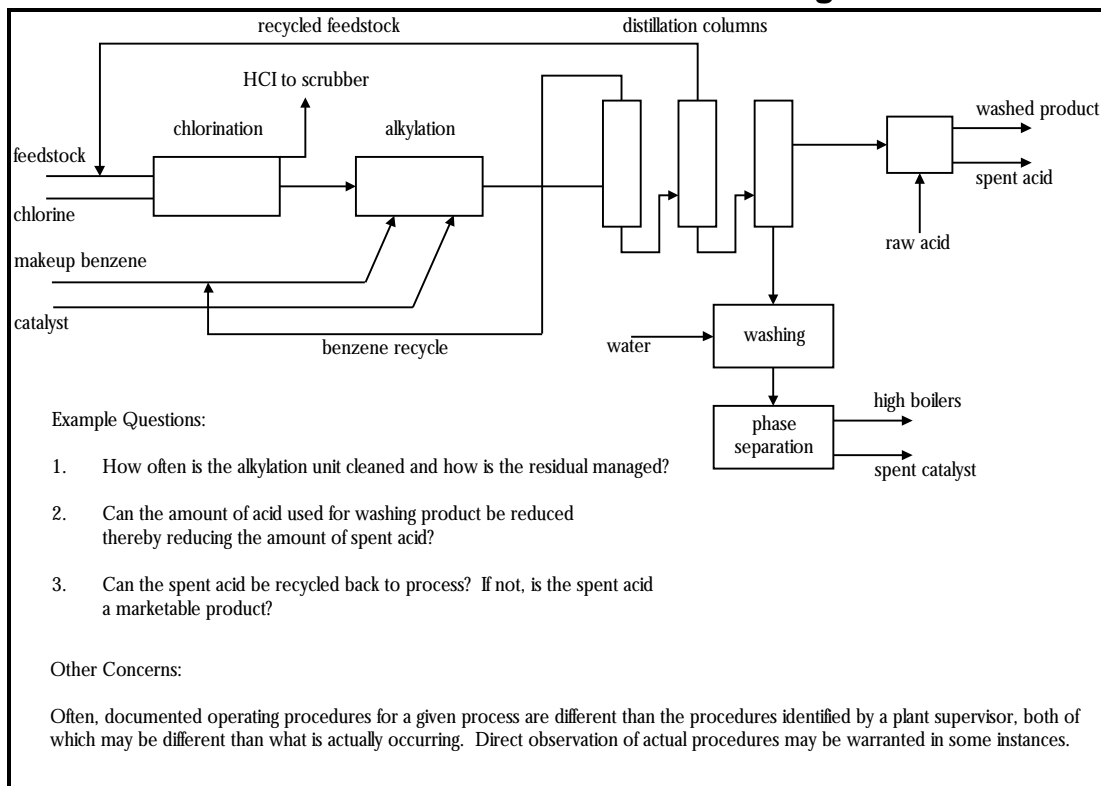 recycled feedstock
distillation columns
HCI to scrubber
chlorination
alkylation
washed product
feedstock
spent acid
chlorine
raw acid
makeup benzene
catalyst
benzene recycle
water
washing
high boilers
phase
separation
spent catalyst
Example Questions:
1. How often is the alkylation unit cleaned and how is the residual managed?
2. Can the amount of acid used for washing product be reduced
thereby reducing the amount of spent acid?
3. Can the spent acid be recycled back to process? If not, is the spent acid
a marketable product?
Other Concerns:
Often, documented operating procedures for a given process are different than the procedures identified by a plant supervisor, both of
which may be different than what is actually occurring. Direct observation of actual procedures may be warranted in some instances.